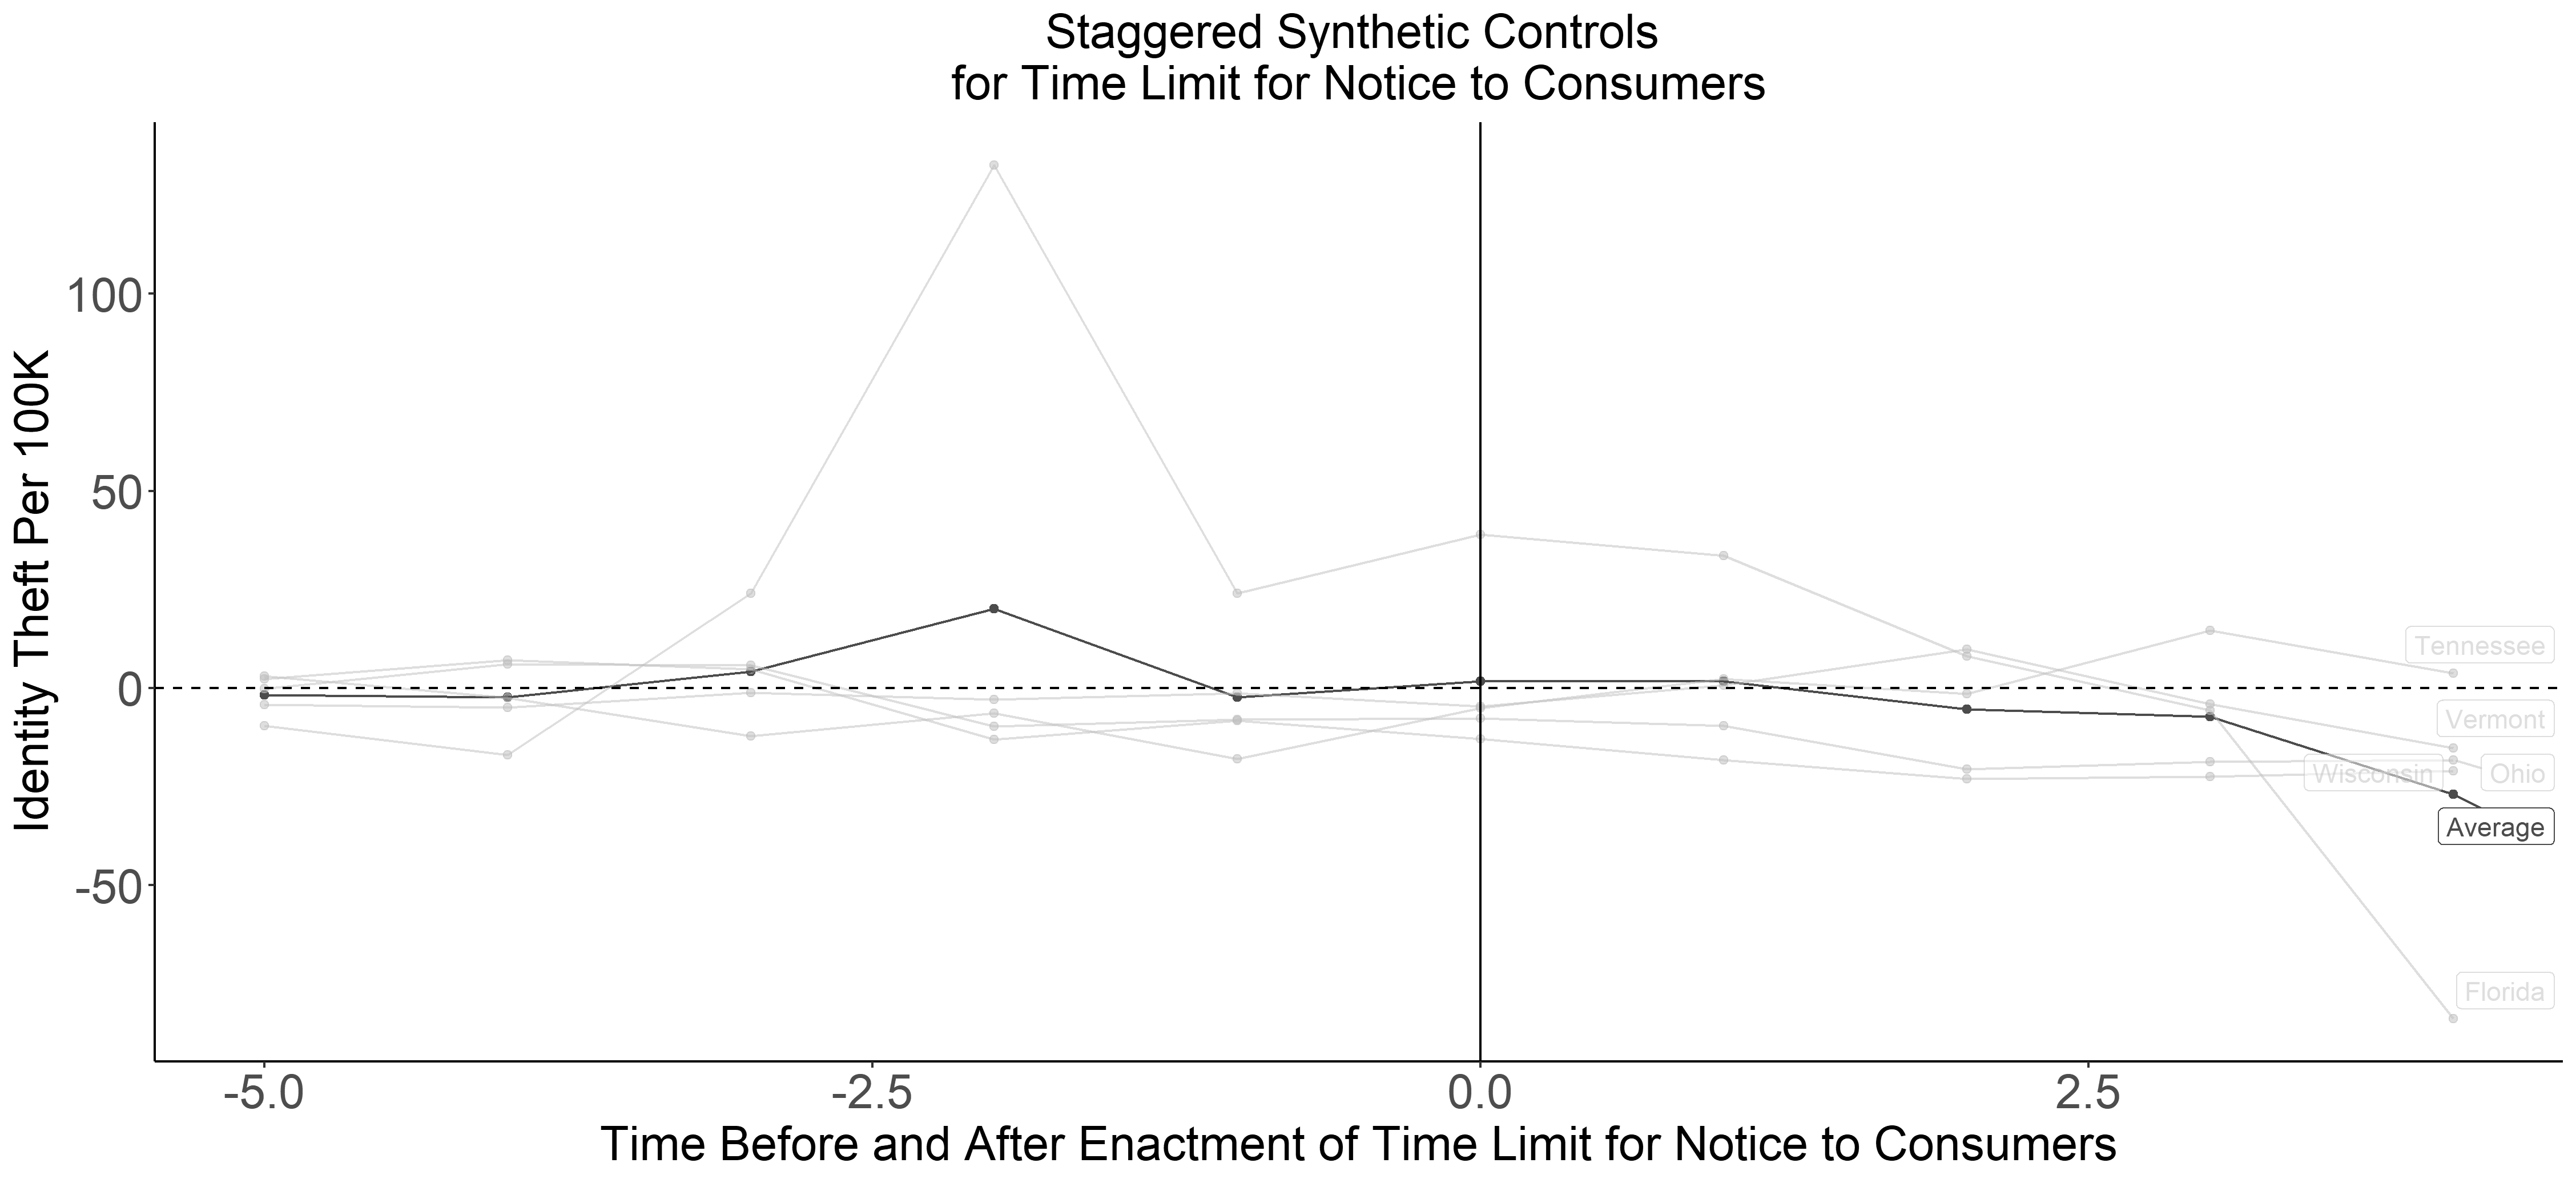 Staggered Synthetic Controls
for Time Limit for Notice to Consumers
Identity Theft Per 100K
100
50
0
-50
Tennessee
Vermont
Wisconsin
Ohio
Average
Florida
-5.0
-2.5
0.0
2.5
Time Before and After Enactment of Time Limit for Notice to Consumers